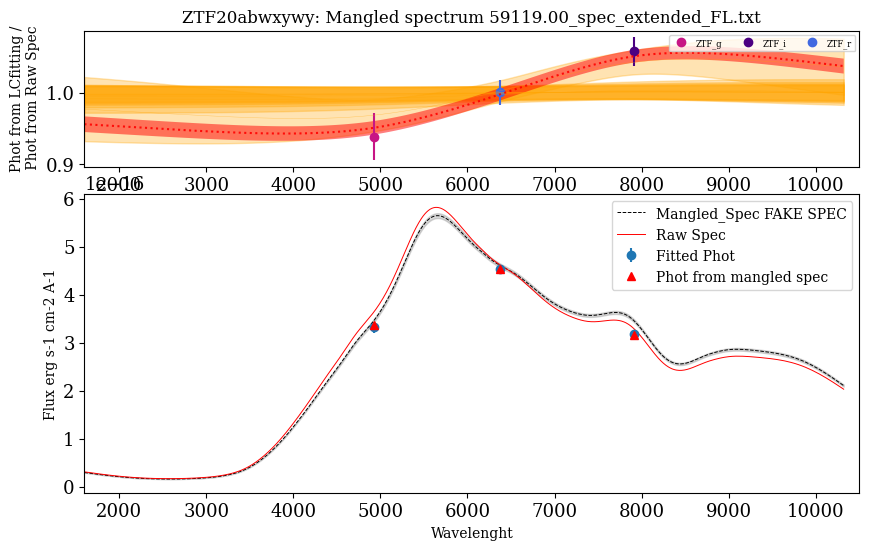 ZTF20abwxywy: Mangled spectrum 59119.00_spec_extended_FL.txt
Phot from LCfitting /
Phot from Raw Spec
1.0
0.9
ZTF_g
ZTF_i
ZTF_r
2000 3000 4000 5000 6000 7000 8000 9000 10000
1e−16
Flux erg s-1 cm-2 A-1
6
5
4
3
2
1
0
Mangled_Spec FAKE SPEC
Raw Spec
Fitted Phot
Phot from mangled spec
2000 3000 4000 5000 6000 7000 8000 9000 10000
Wavelenght